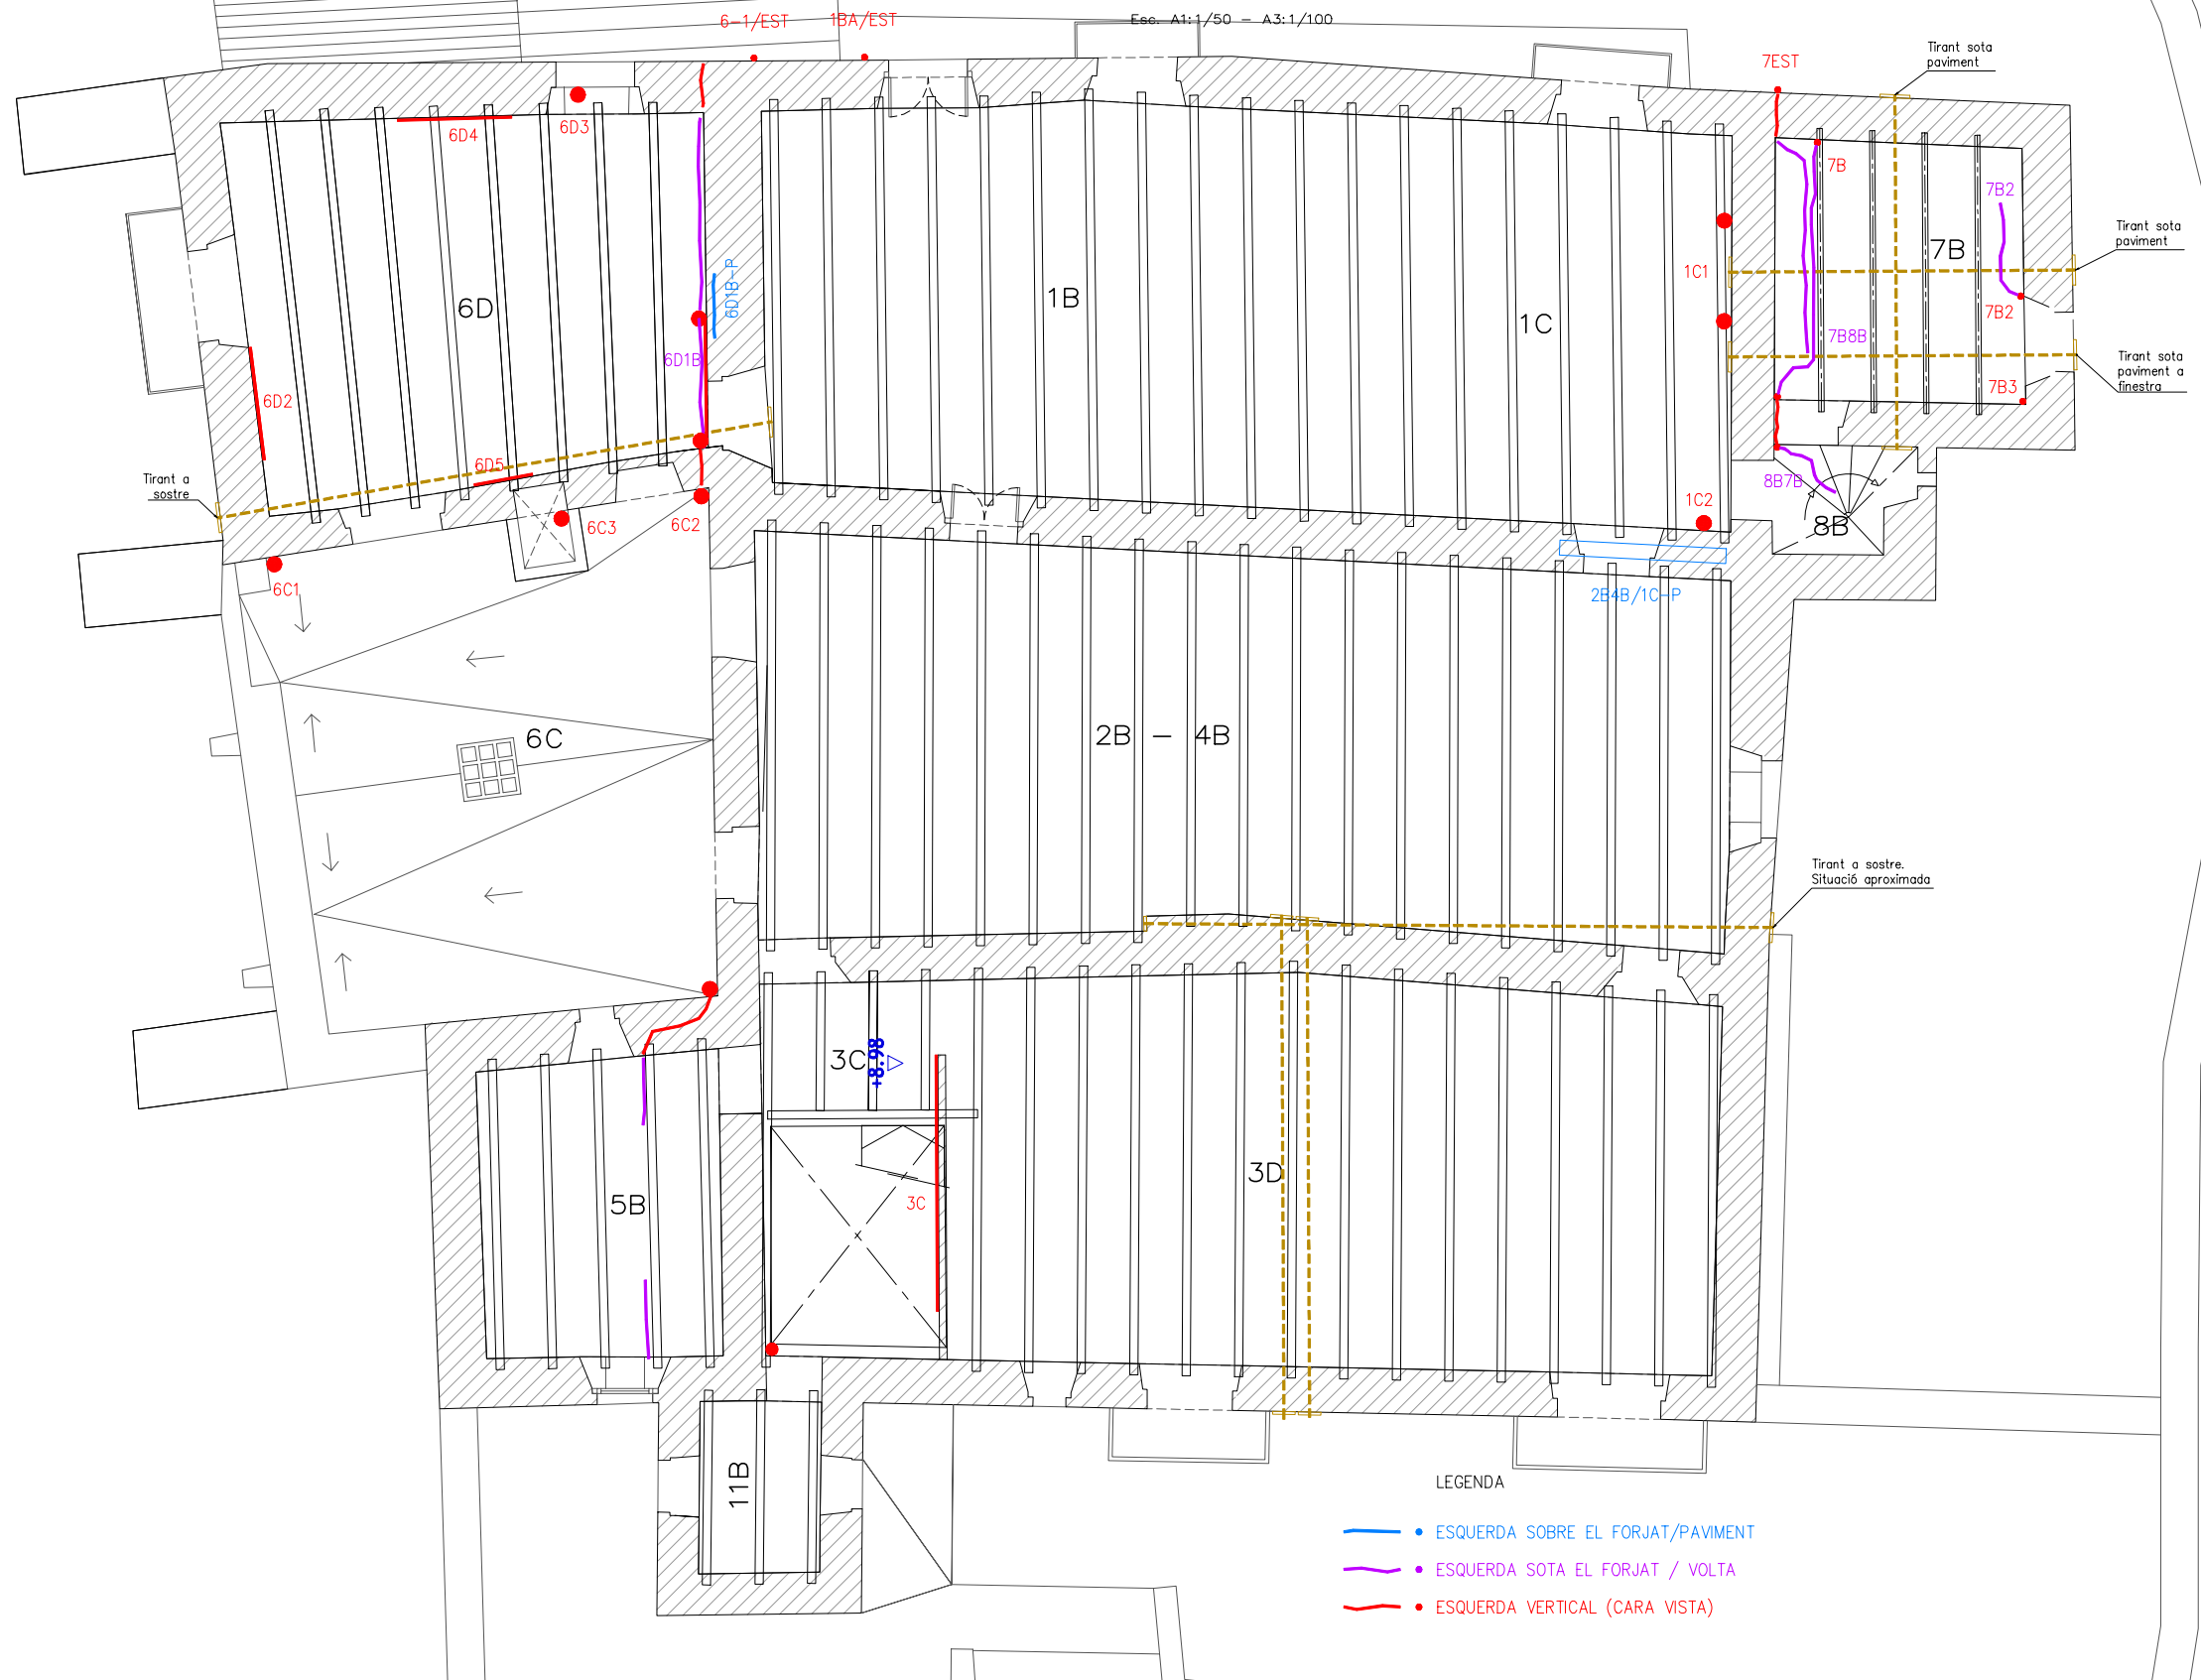 6-1/EST
1BA/EST
Esc. A1:1/50 – A3:1/100
7EST
Tirant sota
paviment
6D4
6D3
7B
7B2
7B
Tirant sota
paviment
6D
6D1B-P
1B
1C1
1C
7B2
7B8B
6D1B
Tirant sota
paviment a
finestra
7B3
6D2
6D5
Tirant a
sostre
8B7B
1C2
6C3
6C2
8B
6C1
2B4B/1C-P
6C
2B – 4B
Tirant a sostre.
Situació aproximada
3C
+8.98
3D
3C
5B
11B
LEGENDA
ESQUERDA SOBRE EL FORJAT/PAVIMENT
ESQUERDA SOTA EL FORJAT / VOLTA
ESQUERDA VERTICAL (CARA VISTA)